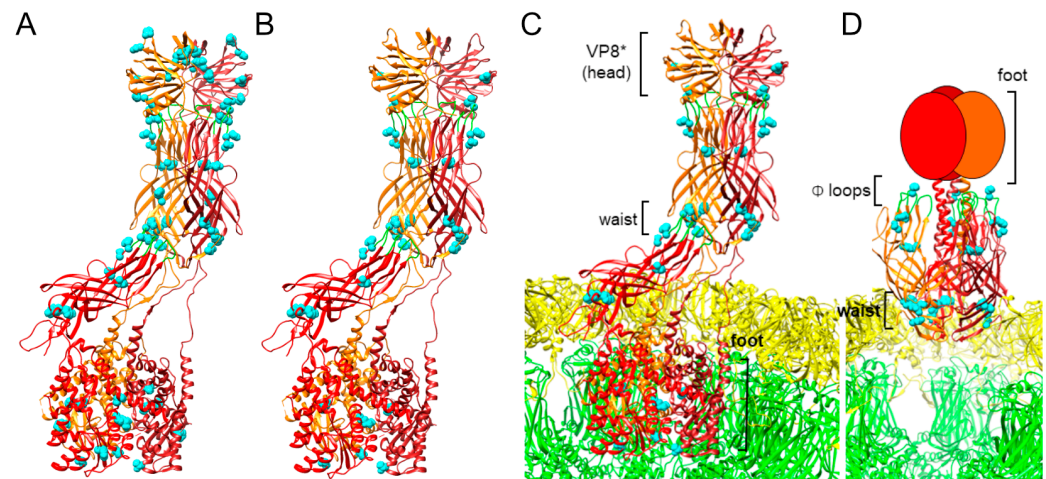 A
B
C
D
VP8*
(head)
waist
foot
foot
Φ loops
waist